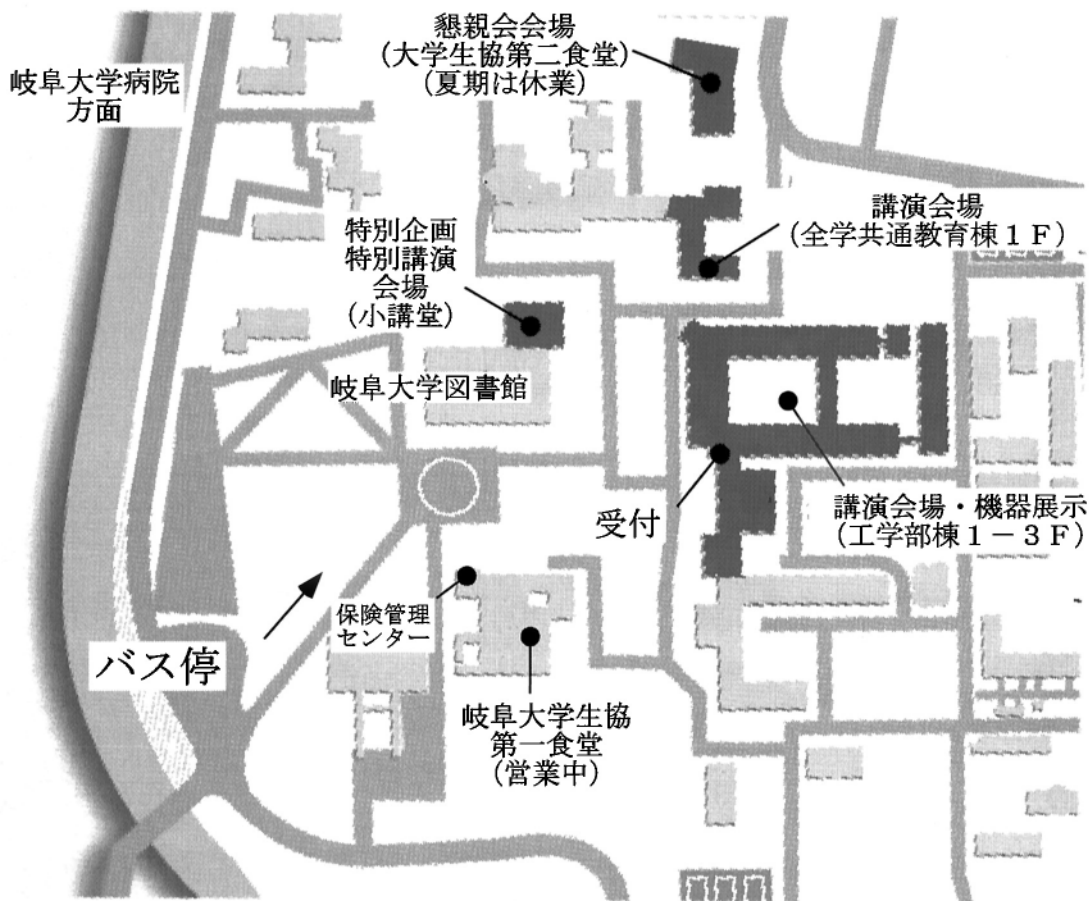 懇親会会場
(大学生協第二食堂)
(夏期は休業)
岐阜大学病院
方面
講演会場
(全学共通教育棟１Ｆ)
特別企画
特別講演
会場
(小講堂)
岐阜大学図書館
受付
講演会場・機器展示
(工学部棟１−３Ｆ)
保険管理
センター
バス停
岐阜大学生協
第一食堂
(営業中)